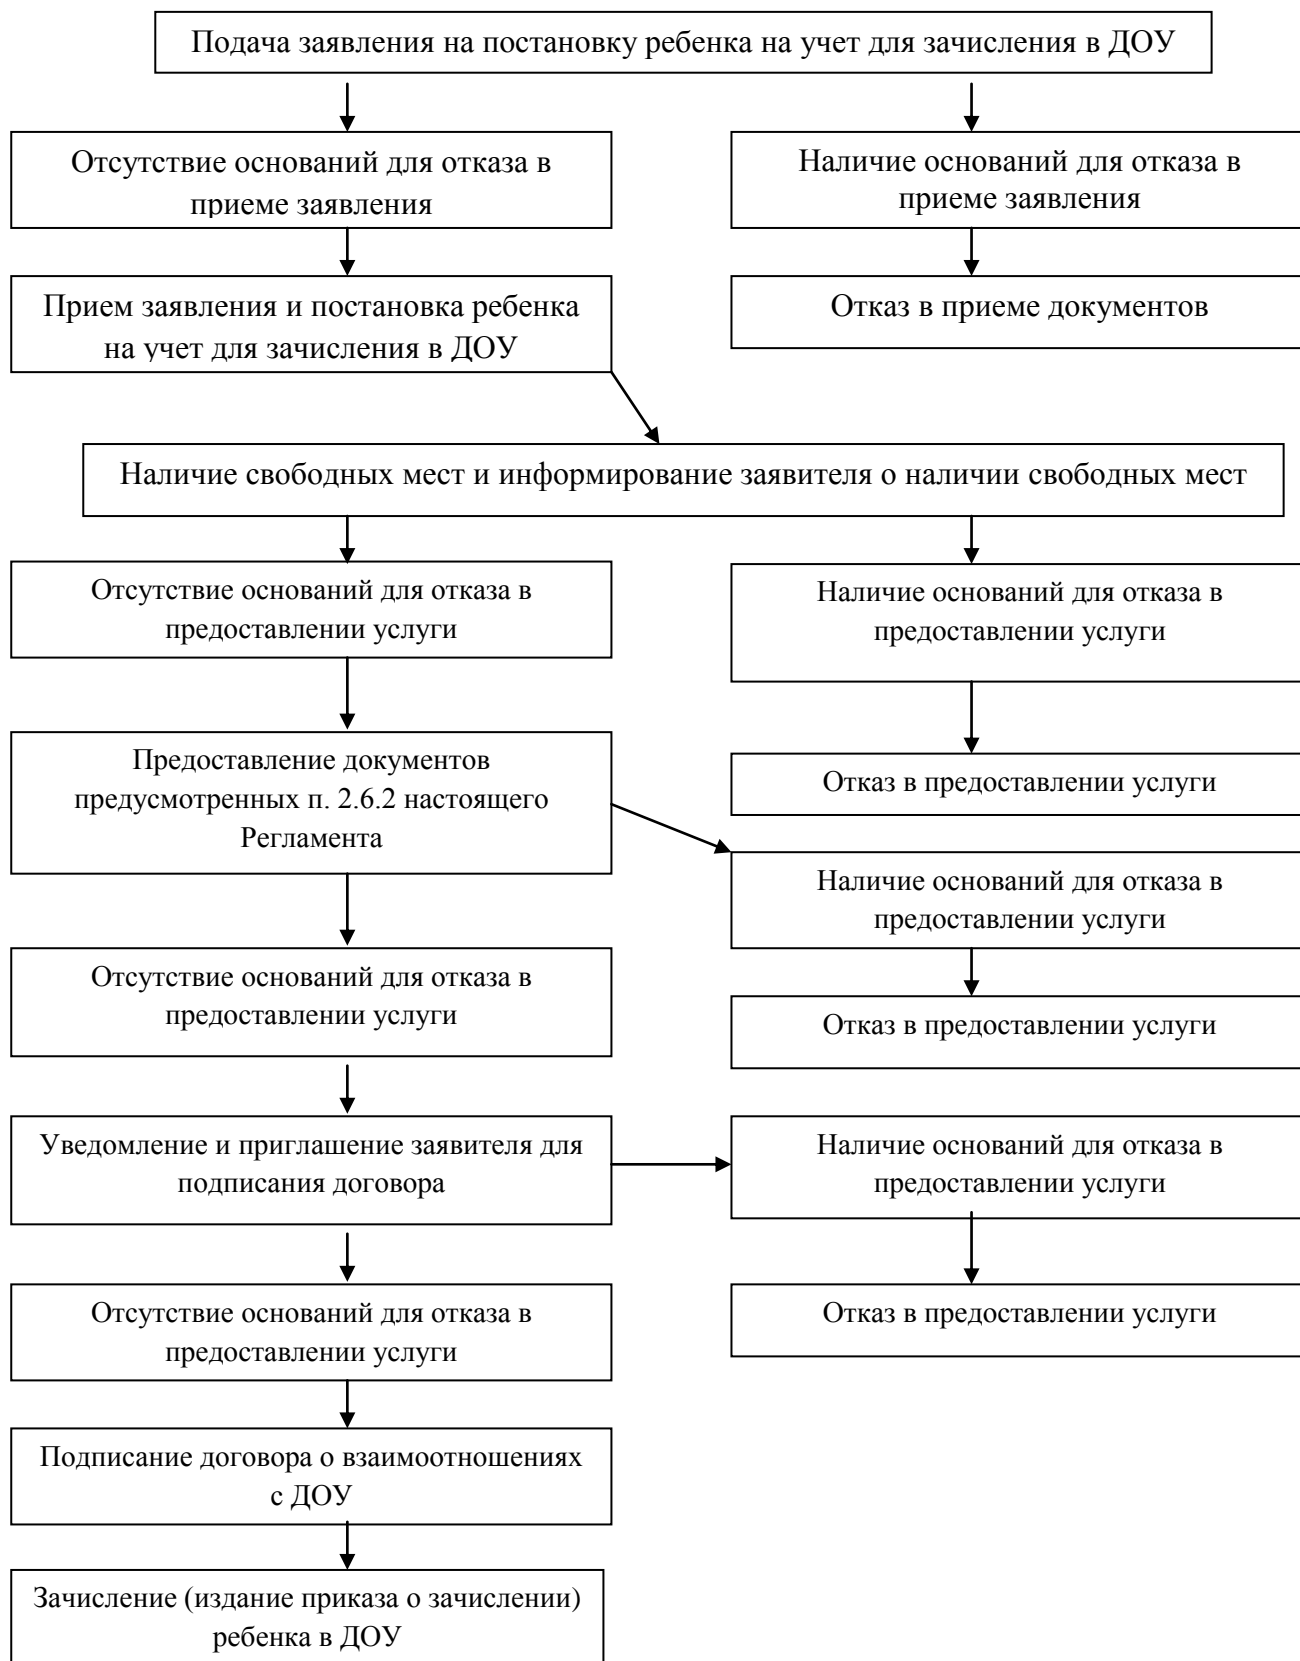 Подача заявления на постановку ребенка на учет для зачисления в ДОУ
Отсутствие оснований для отказа в
приеме заявления
Наличие оснований для отказа в
приеме заявления
Прием заявления и постановка ребенка
на учет для зачисления в ДОУ
Отказ в приеме документов
Наличие свободных мест и информирование заявителя о наличии свободных мест
Отсутствие оснований для отказа в
предоставлении услуги
Наличие оснований для отказа в
предоставлении услуги
Предоставление документов
предусмотренных п. 2.6.2 настоящего
Регламента
Отказ в предоставлении услуги
Наличие оснований для отказа в
предоставлении услуги
Отсутствие оснований для отказа в
предоставлении услуги
Отказ в предоставлении услуги
Уведомление и приглашение заявителя для
подписания договора
Наличие оснований для отказа в
предоставлении услуги
Отсутствие оснований для отказа в
предоставлении услуги
Отказ в предоставлении услуги
Подписание договора о взаимоотношениях
с ДОУ
Зачисление (издание приказа о зачислении)
ребенка в ДОУ